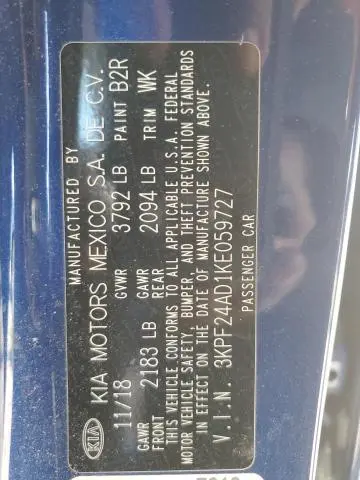 MANUFACTURED BY
KIA KIA MOTORS MEXICO S.A. DE C.V.
11/18 GVWR 3792 LB PAINT B2R
GAWR FRONT 2183 LB GAWR REAR 2094 LB TRIM WK
THIS VEHICLE CONFORMS TO ALL APPLICABLE U.S.A. FEDERAL
MOTOR VEHICLE SAFETY, BUMPER, AND THEFT PREVENTION STANDARDS
IN EFFECT ON THE DATE OF MANUFACTURE SHOWN ABOVE.
V.I.N. 3KPF24AD1KE059727
PASSENGER CAR